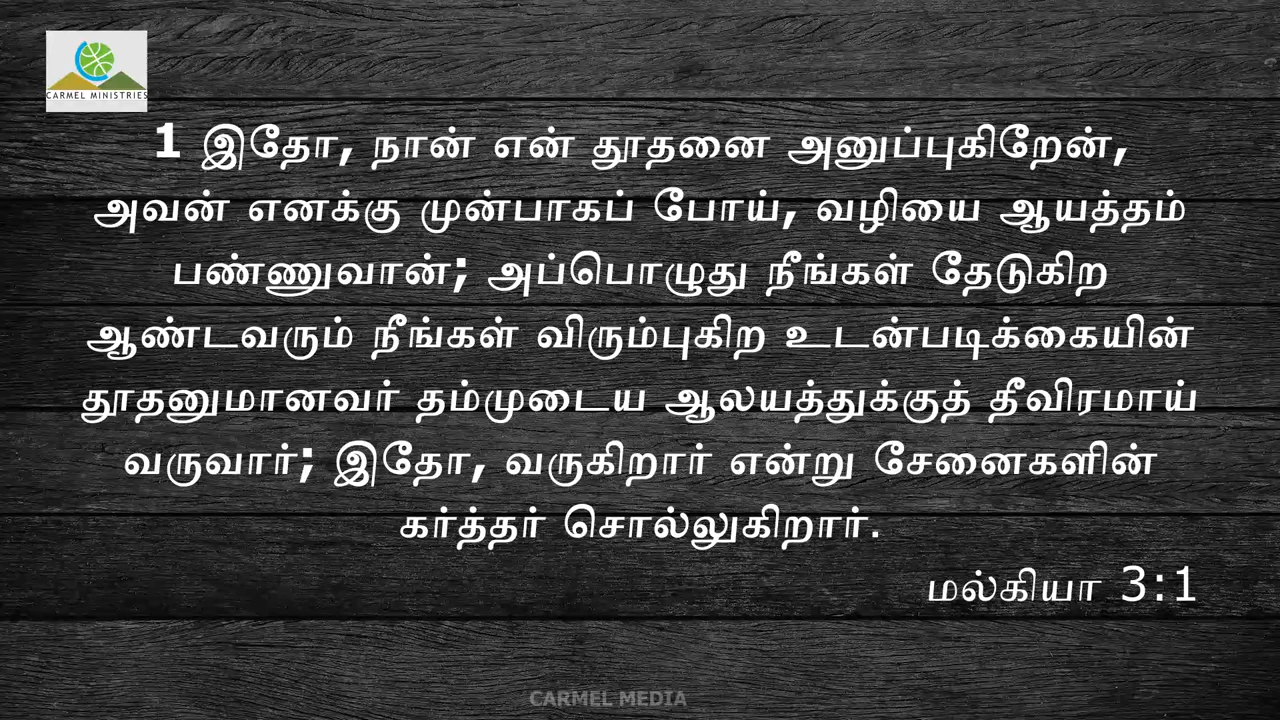 CARMEL MINISTRIES
1 இதோ, நான் என் தூதனை அனுப்புகிறேன்,
அவன் எனக்கு முன்பாகப் போய், வழியை ஆயத்தம்
பண்ணுவான்; அப்பொழுது நீங்கள் தேடுகிற
ஆண்டவரும் நீங்கள் விரும்புகிற உடன்படிக்கையின்
தூதனுமானவர் தம்முடைய ஆலயத்துக்குத் தீவிரமாய்
வருவார்; இதோ, வருகிறார் என்று சேனைகளின்
கர்த்தர் சொல்லுகிறார்.
மல்கியா 3:1
CARMEL MEDIA